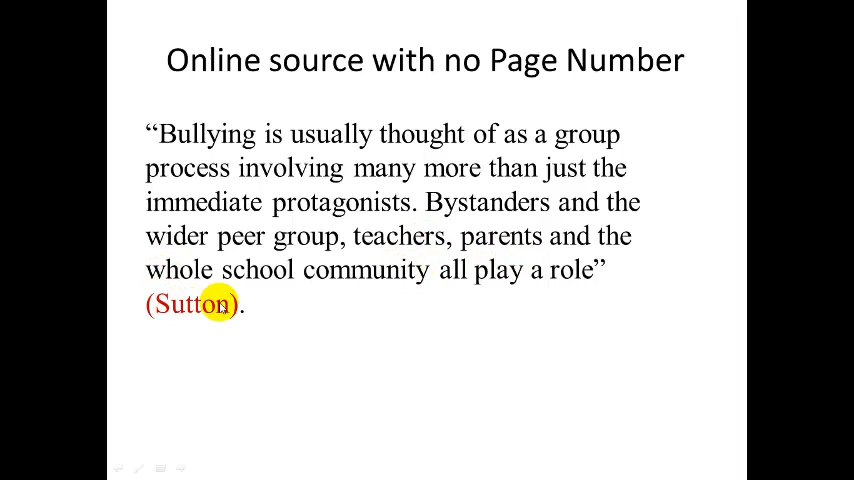 Online source with no Page Number
“Bullying is usually thought of as a group
process involving many more than just the
immediate protagonists. Bystanders and the
wider peer group, teachers, parents and the
whole school community all play a role”
(Sutton).